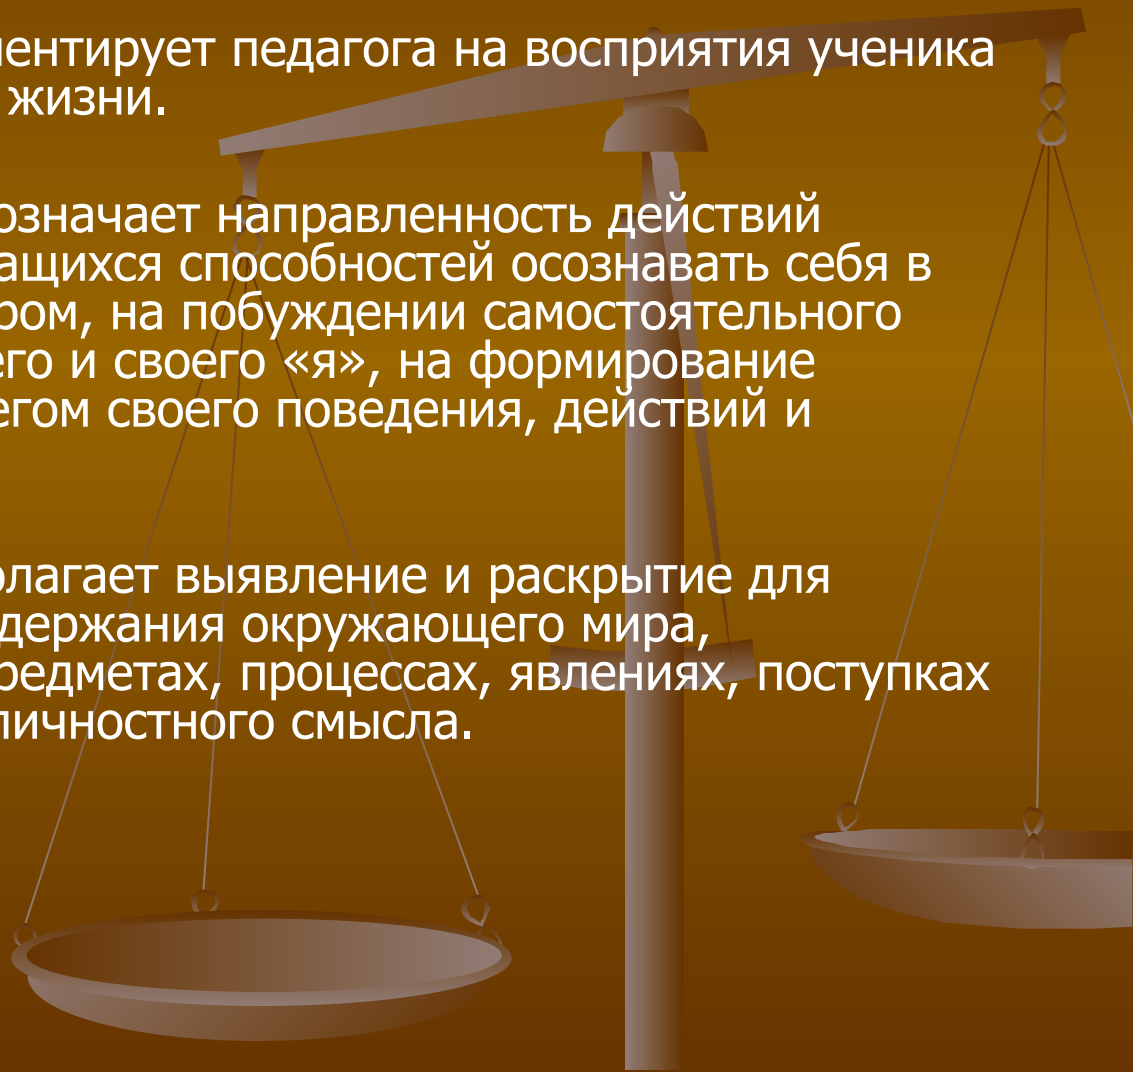 иентирует педагога на восприятия ученика
жизни.
означает направленность действий
ащихся способностей осознавать себя в
ром, на побуждении самостоятельного
его и своего «я», на формирование
егом своего поведения, действий и
олагает выявление и раскрытие для
держания окружающего мира,
редметах, процессах, явлениях, поступках
личностного смысла.